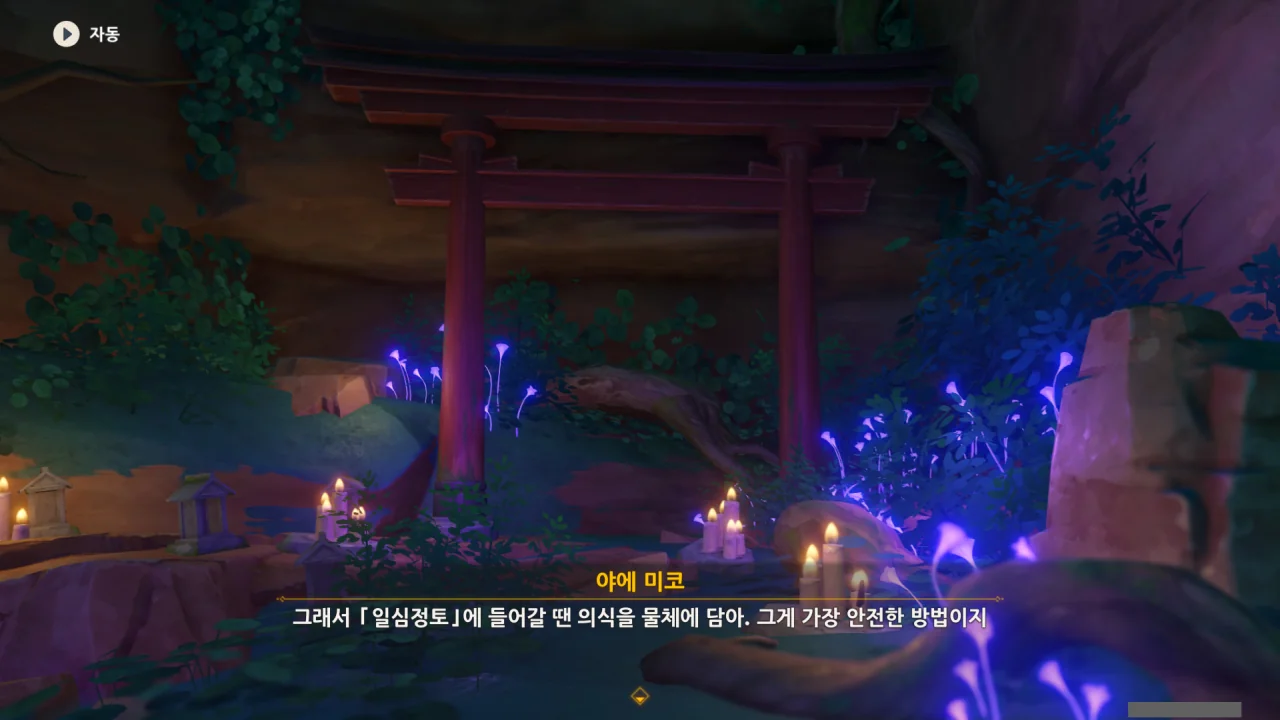 자동
야에 미코
그래서 「일심정토」에 들어갈 땐 의식을 물체에 담아. 그게 가장 안전한 방법이지